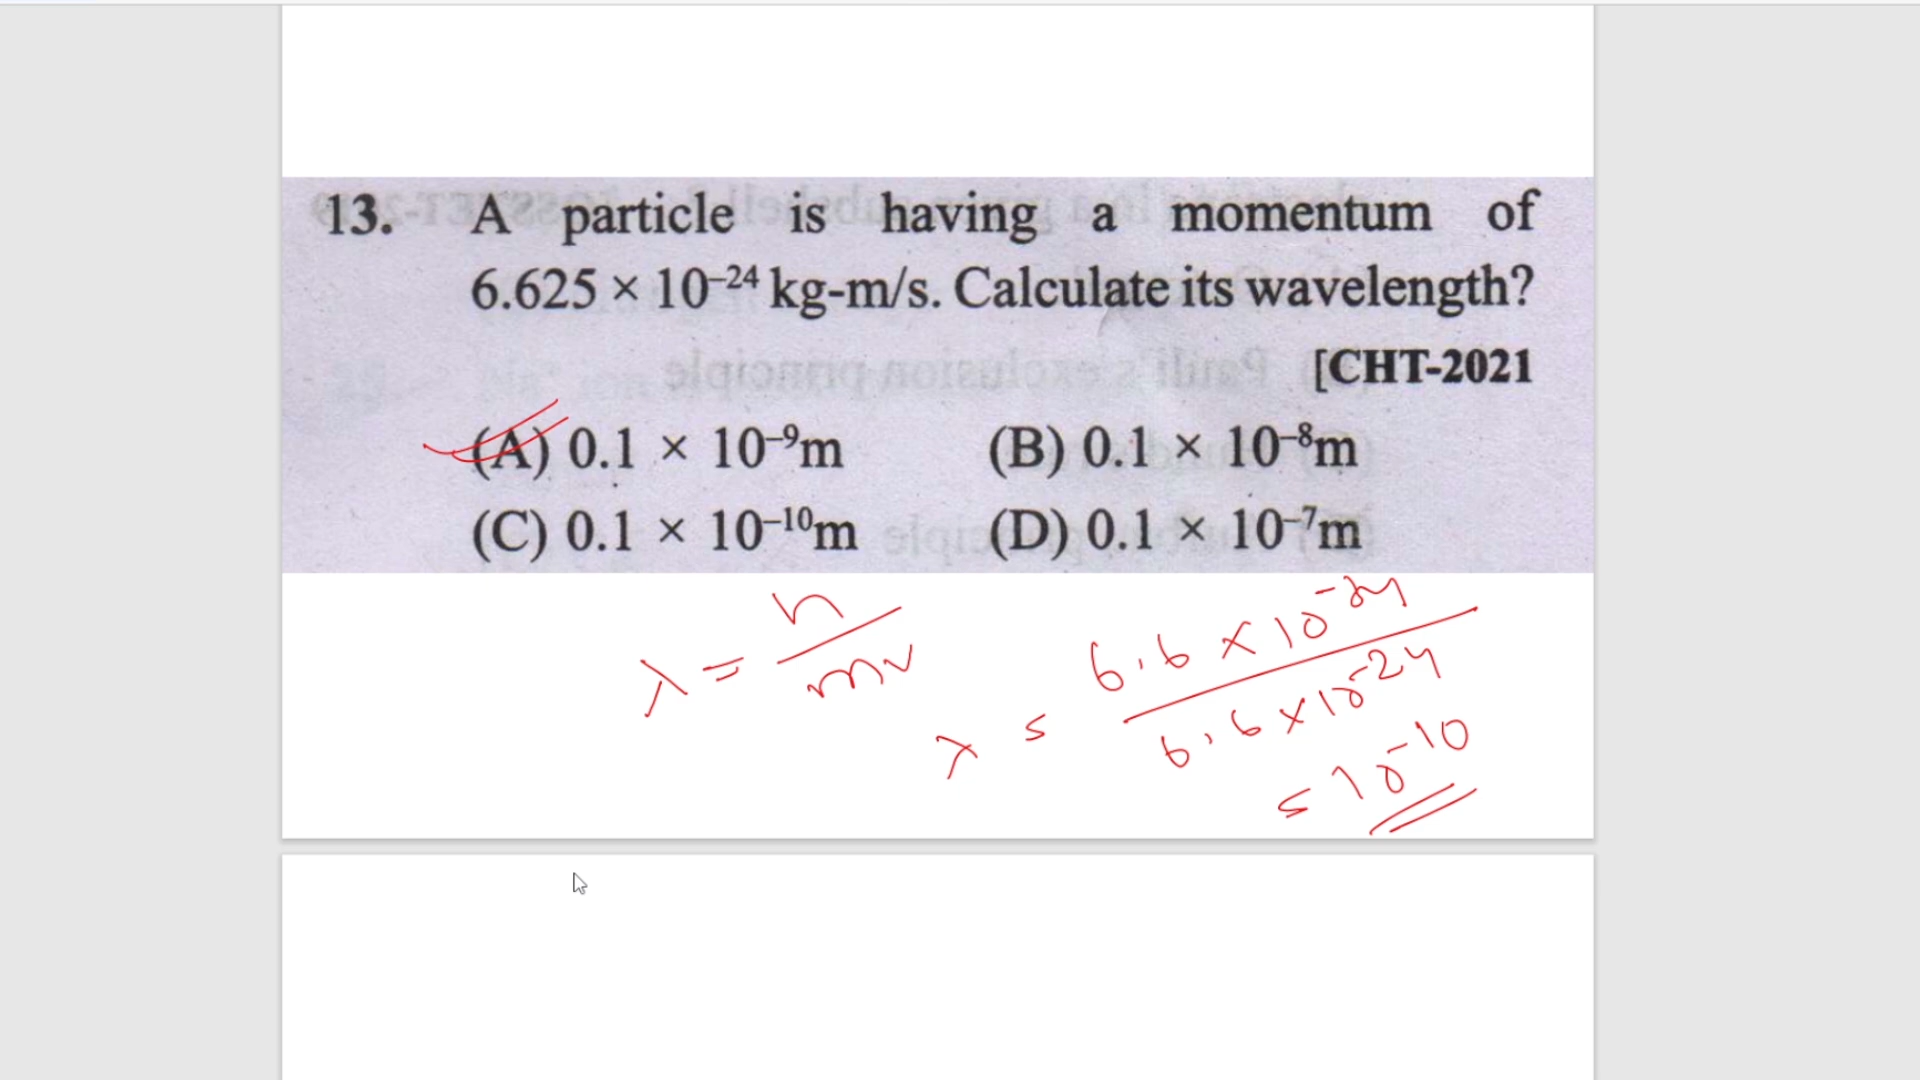 13. A particle is having a momentum of
6.625 × 10⁻²⁴ kg-m/s. Calculate its wavelength?
[CHT-2021
(A) 0.1 × 10⁻⁹m (B) 0.1 × 10⁻⁸m
(C) 0.1 × 10⁻¹⁰m (D) 0.1 × 10⁻⁷m
λ = h/mv
λ = 6.6 × 10⁻³⁴/6.6 × 10⁻²⁴
= 10⁻¹⁰